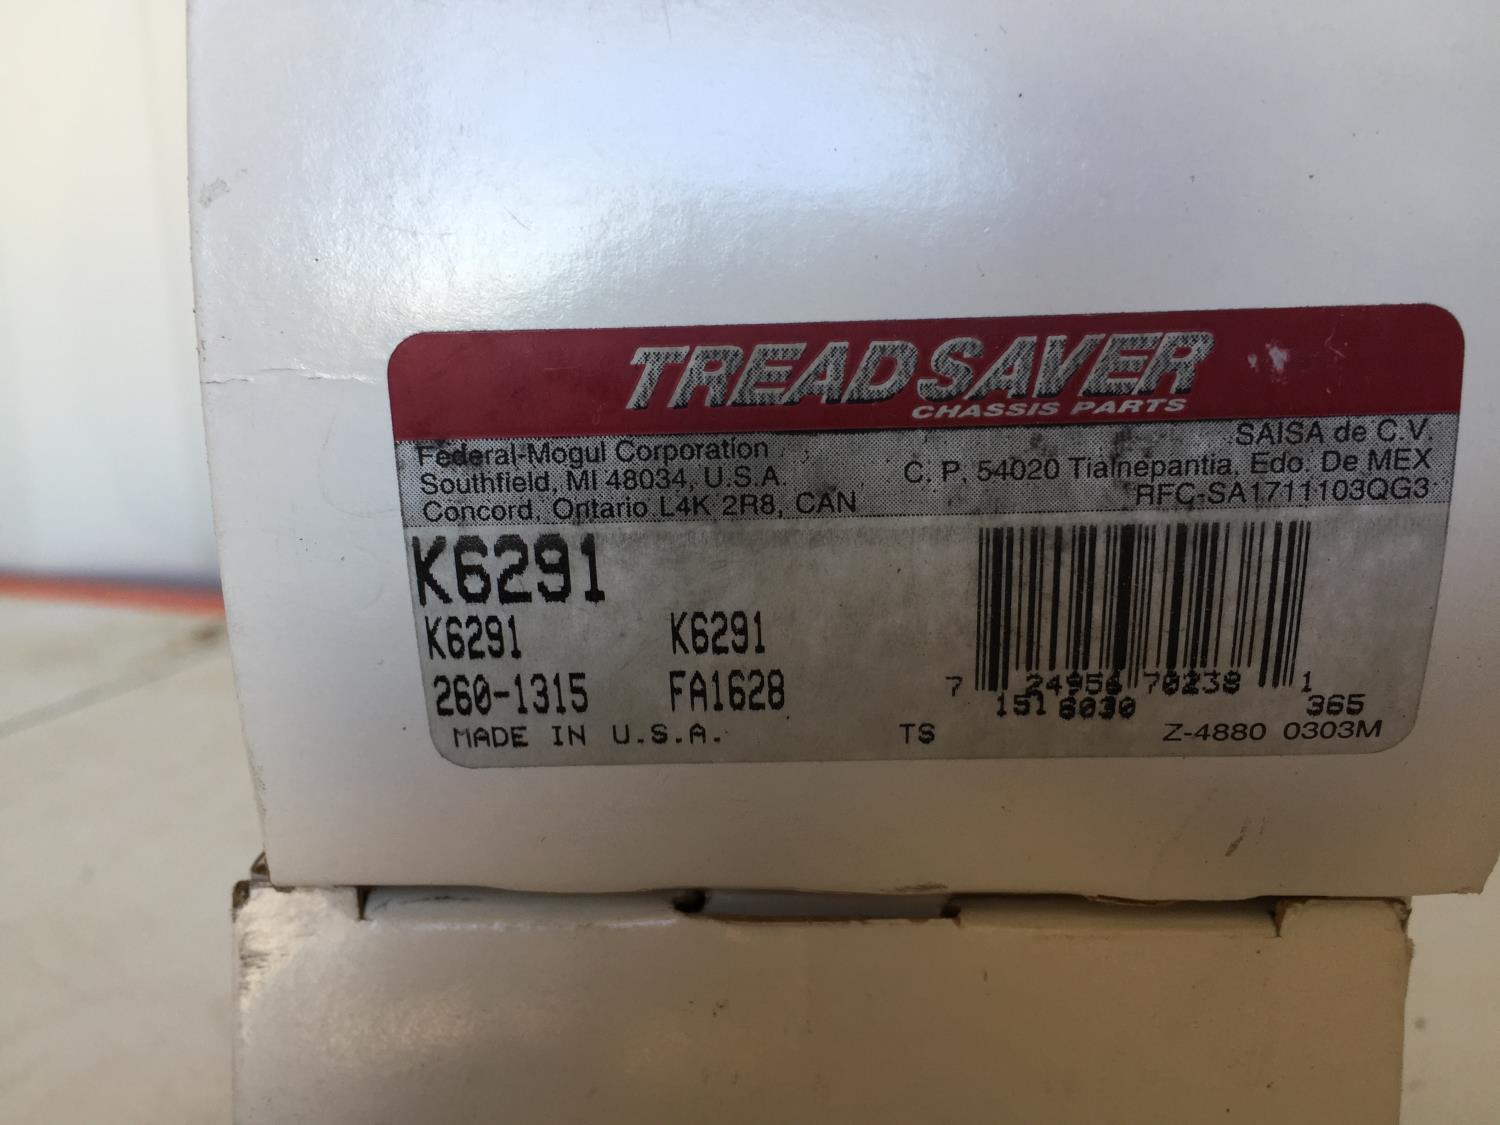 TREADSAVER
CHASSIS PARTS
Federal-Mogul Corporation
Southfield, MI 48034, U.S.A.
Concord, Ontario L4K 2R8, CAN
SAISA de C.V.
C. P. 54020 Tlalnepantla, Edo. De MEX
RFC-SA1711103QG3
K6291
K6291 K6291
260-1315 FA1628
MADE IN U.S.A. TS
7 24956 70238 1
151 6030 365
Z-4880 0303M